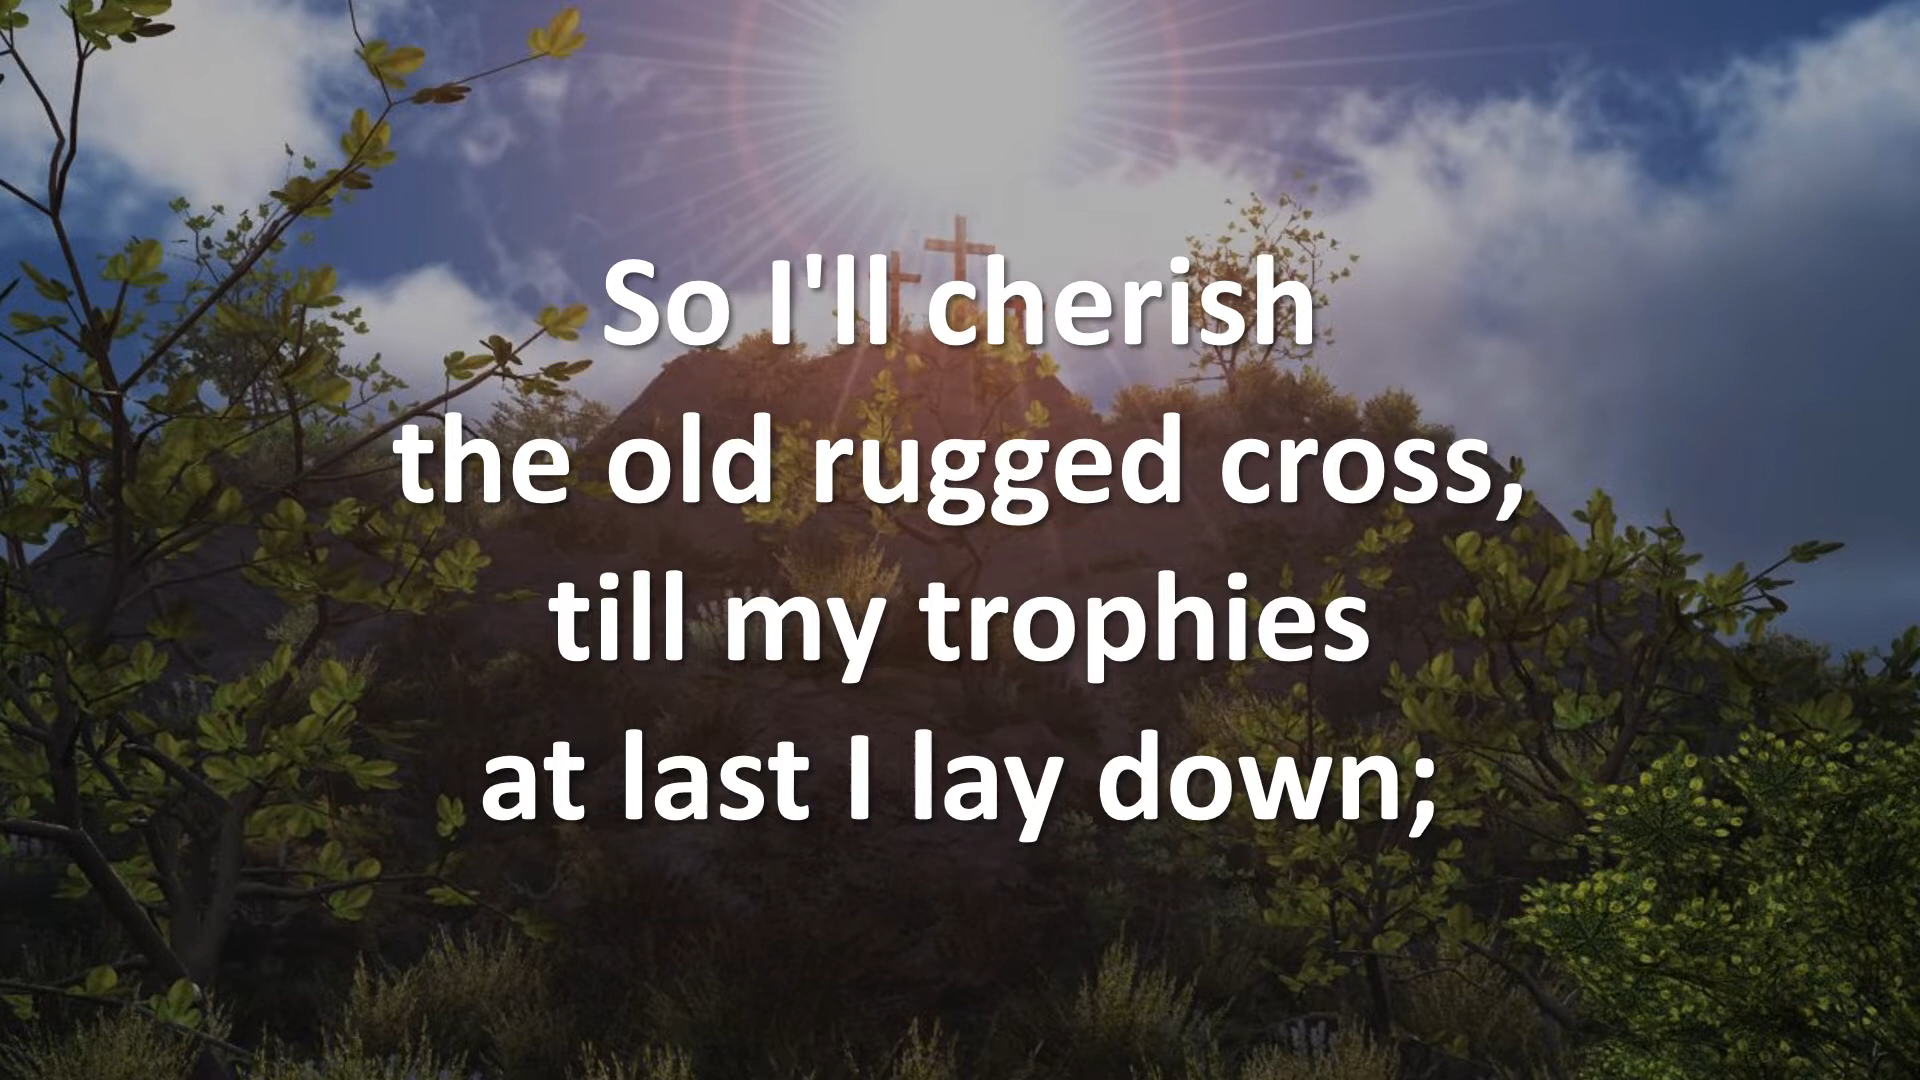 So I'll cherish
the old rugged cross,
till my trophies
at last I lay down;